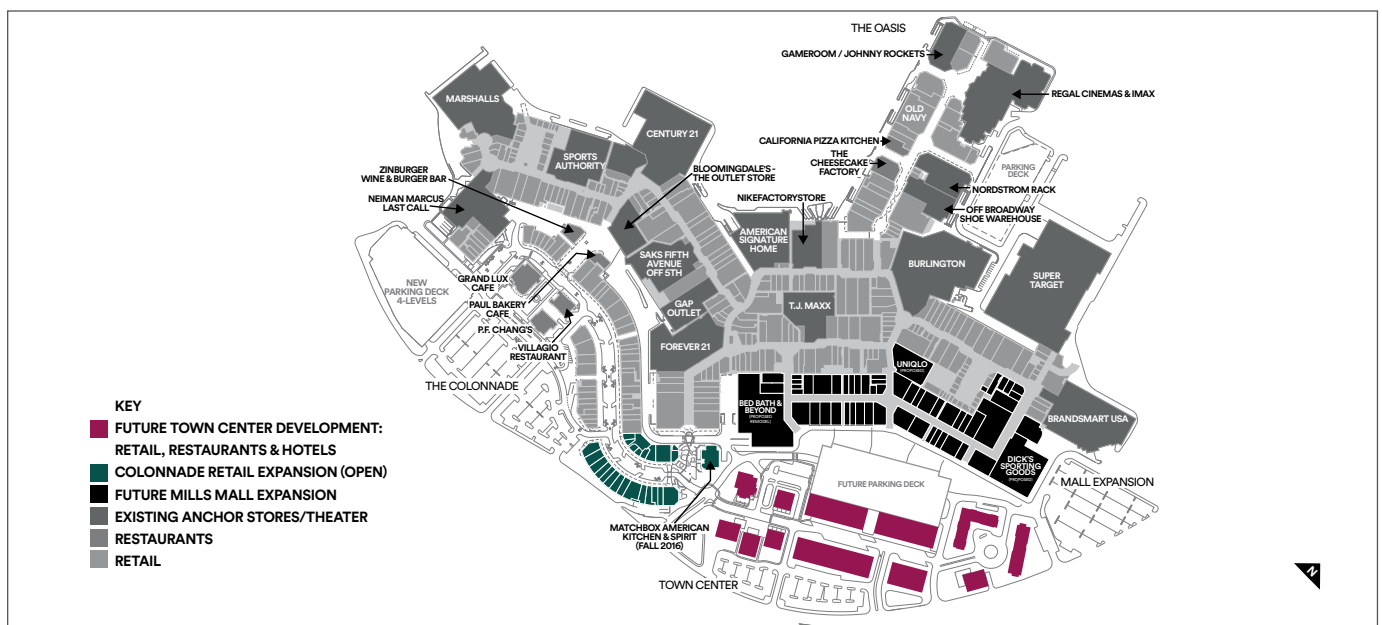 THE OASIS
GAMEROOM / JOHNNY ROCKETS
REGAL CINEMAS & IMAX
MARSHALLS
OLD
NAVY
CENTURY 21
CALIFORNIA PIZZA KITCHEN
THE
CHEESECAKE
FACTORY
SPORTS
AUTHORITY
PARKING
DECK
ZINBURGER
WINE & BURGER BAR
BLOOMINGDALE'S -
THE OUTLET STORE
NORDSTROM RACK
NEIMAN MARCUS
LAST CALL
NIKEFACTORYSTORE
OFF BROADWAY
SHOE WAREHOUSE
AMERICAN
SIGNATURE
HOME
SAKS FIFTH
AVENUE
OFF 5TH
BURLINGTON
SUPER
TARGET
NEW
PARKING DECK
4-LEVELS
GRAND LUX
CAFE
PAUL BAKERY
CAFE
GAP
OUTLET
T.J. MAXX
P.F. CHANG'S
VILLAGIO
RESTAURANT
FOREVER 21
UNIQLO
(PROPOSED)
THE COLONNADE
BED BATH &
BEYOND
(PROPOSED
REMODEL)
BRANDSMART USA
KEY
FUTURE TOWN CENTER DEVELOPMENT:
RETAIL, RESTAURANTS & HOTELS
COLONNADE RETAIL EXPANSION (OPEN)
FUTURE MILLS MALL EXPANSION
EXISTING ANCHOR STORES/THEATER
RESTAURANTS
RETAIL
DICK'S
SPORTING
GOODS
(PROPOSED)
MALL EXPANSION
FUTURE PARKING DECK
MATCHBOX AMERICAN
KITCHEN & SPIRIT
(FALL 2016)
TOWN CENTER
N